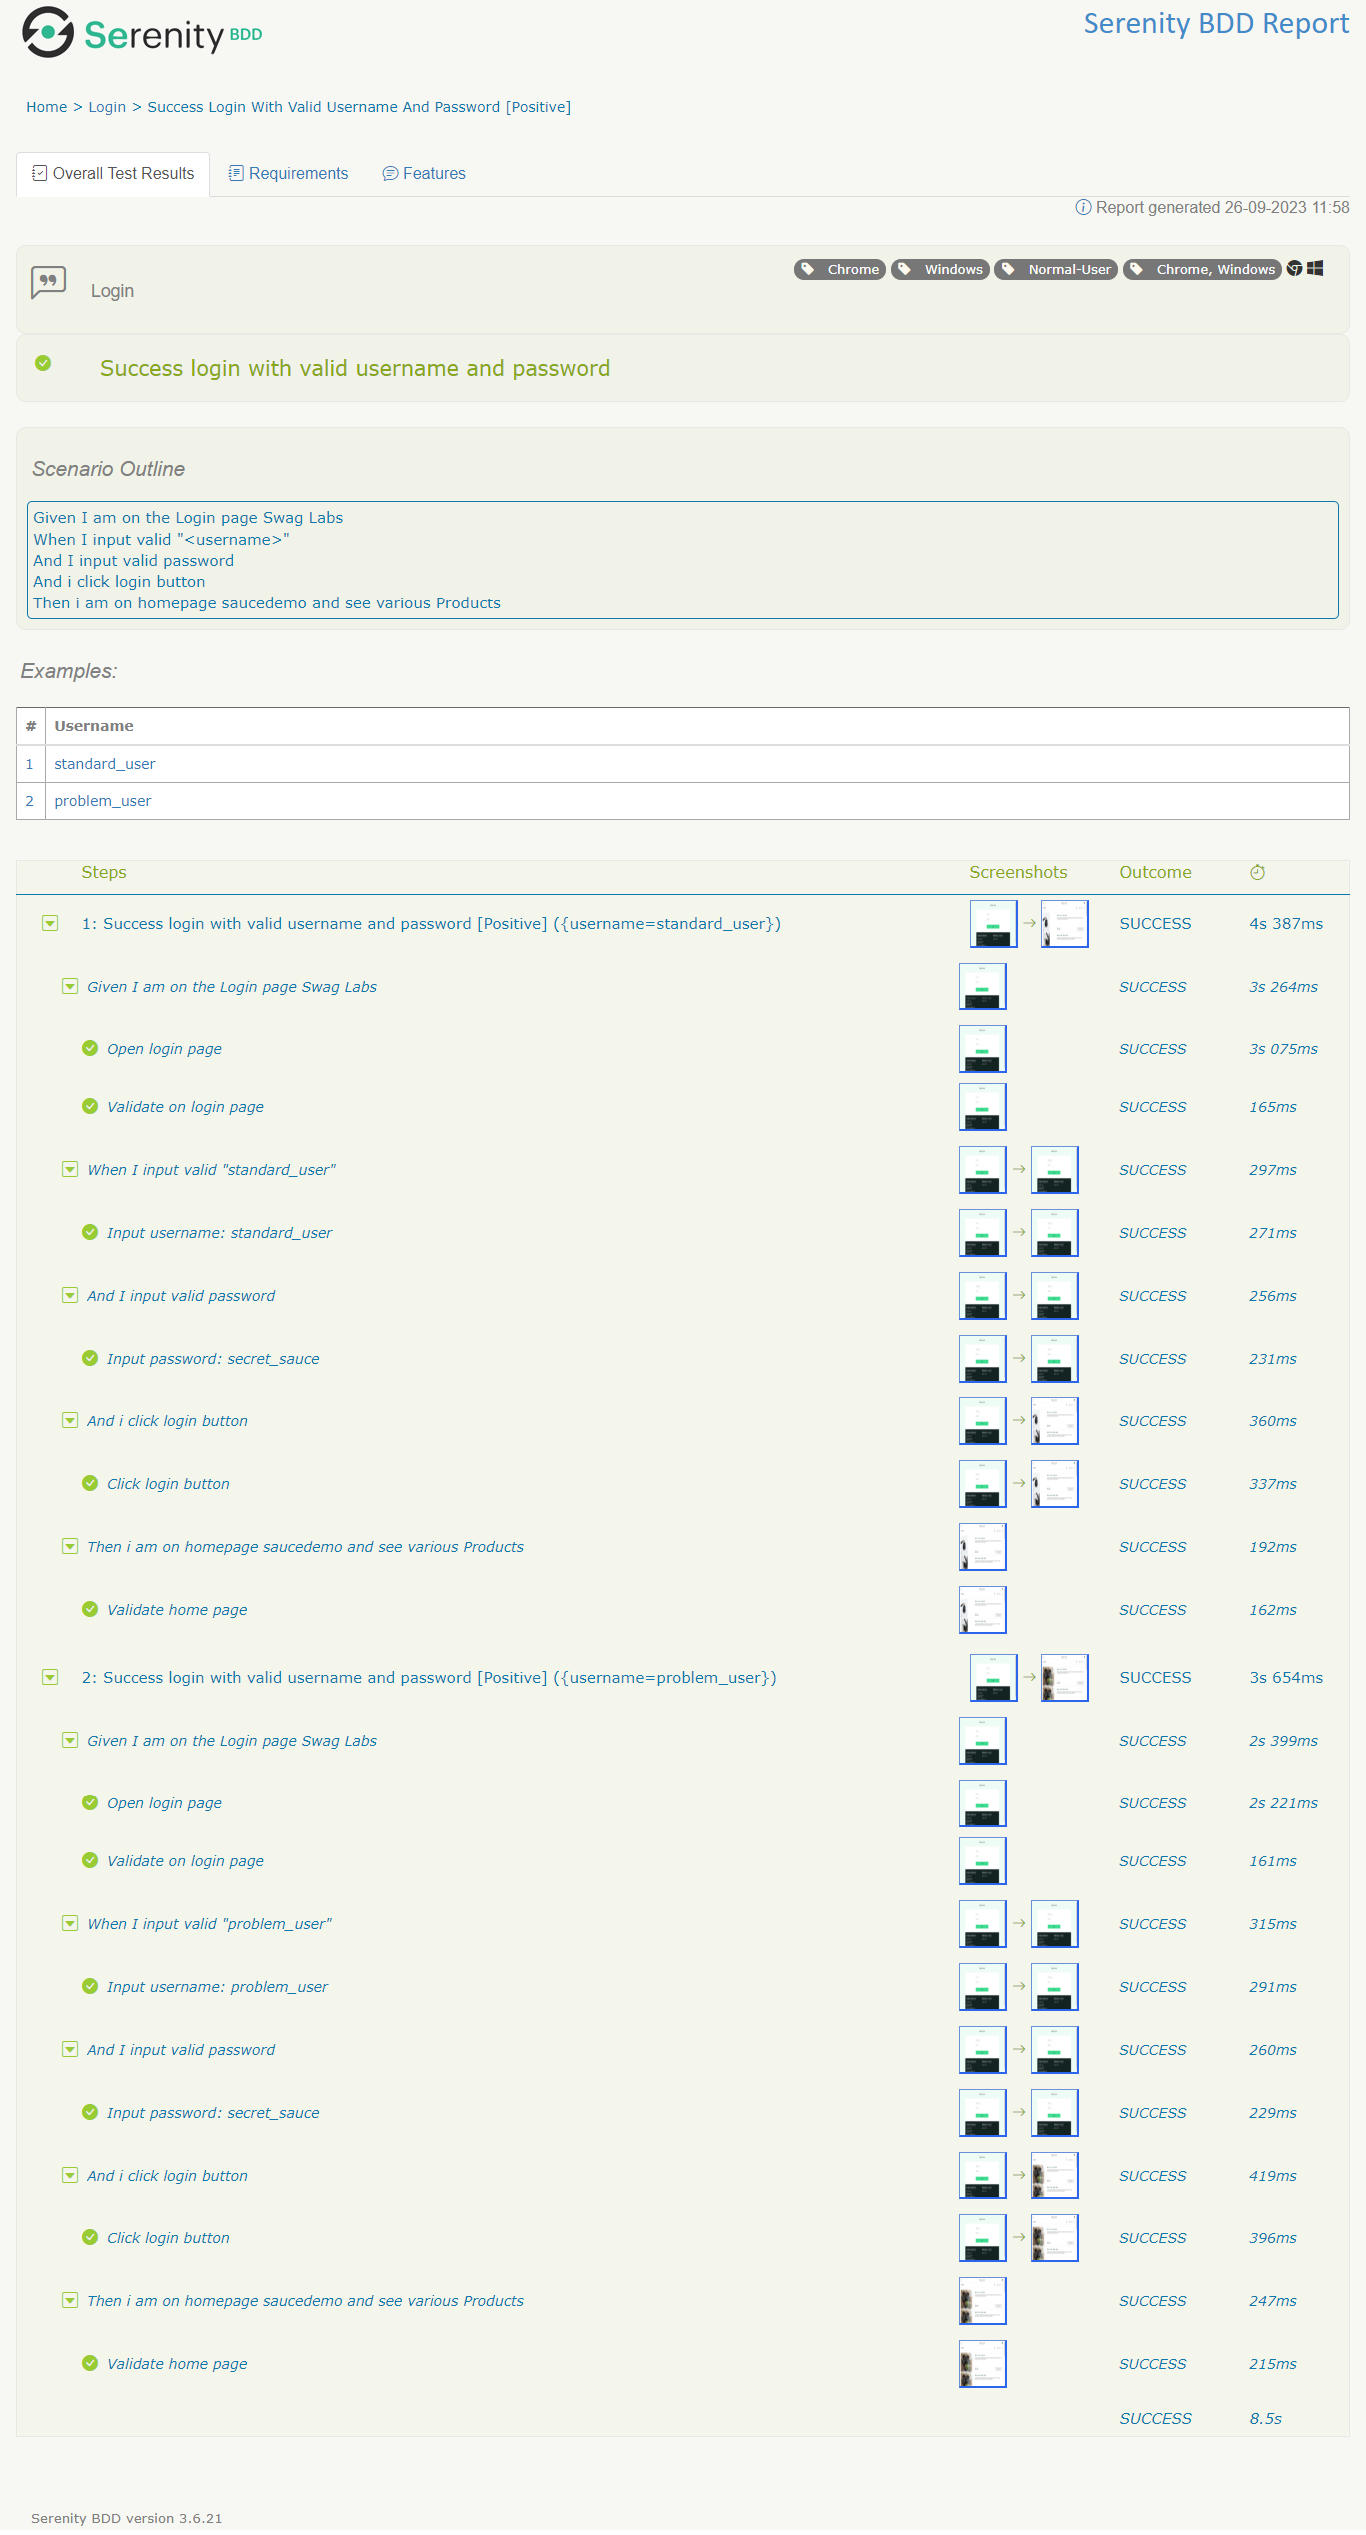 Serenity BDD
Serenity BDD Report
Home > Login > Success Login With Valid Username And Password [Positive]
Overall Test Results
Requirements
Features
Report generated 26-09-2023 11:58
Login
Chrome
Windows
Normal-User
Chrome, Windows
Success login with valid username and password
Scenario Outline
Given I am on the Login page Swag Labs
When I input valid "<username>"
And I input valid password
And i click login button
Then i am on homepage saucedemo and see various Products
Examples:
# Username
1 standard_user
2 problem_user
Steps Screenshots Outcome
1: Success login with valid username and password [Positive] ({username=standard_user}) SUCCESS 4s 387ms
Given I am on the Login page Swag Labs SUCCESS 3s 264ms
Open login page SUCCESS 3s 075ms
Validate on login page SUCCESS 165ms
When I input valid "standard_user" SUCCESS 297ms
Input username: standard_user SUCCESS 271ms
And I input valid password SUCCESS 256ms
Input password: secret_sauce SUCCESS 231ms
And i click login button SUCCESS 360ms
Click login button SUCCESS 337ms
Then i am on homepage saucedemo and see various Products SUCCESS 192ms
Validate home page SUCCESS 162ms
2: Success login with valid username and password [Positive] ({username=problem_user}) SUCCESS 3s 654ms
Given I am on the Login page Swag Labs SUCCESS 2s 399ms
Open login page SUCCESS 2s 221ms
Validate on login page SUCCESS 161ms
When I input valid "problem_user" SUCCESS 315ms
Input username: problem_user SUCCESS 291ms
And I input valid password SUCCESS 260ms
Input password: secret_sauce SUCCESS 229ms
And i click login button SUCCESS 419ms
Click login button SUCCESS 396ms
Then i am on homepage saucedemo and see various Products SUCCESS 247ms
Validate home page SUCCESS 215ms
SUCCESS 8.5s
Serenity BDD version 3.6.21